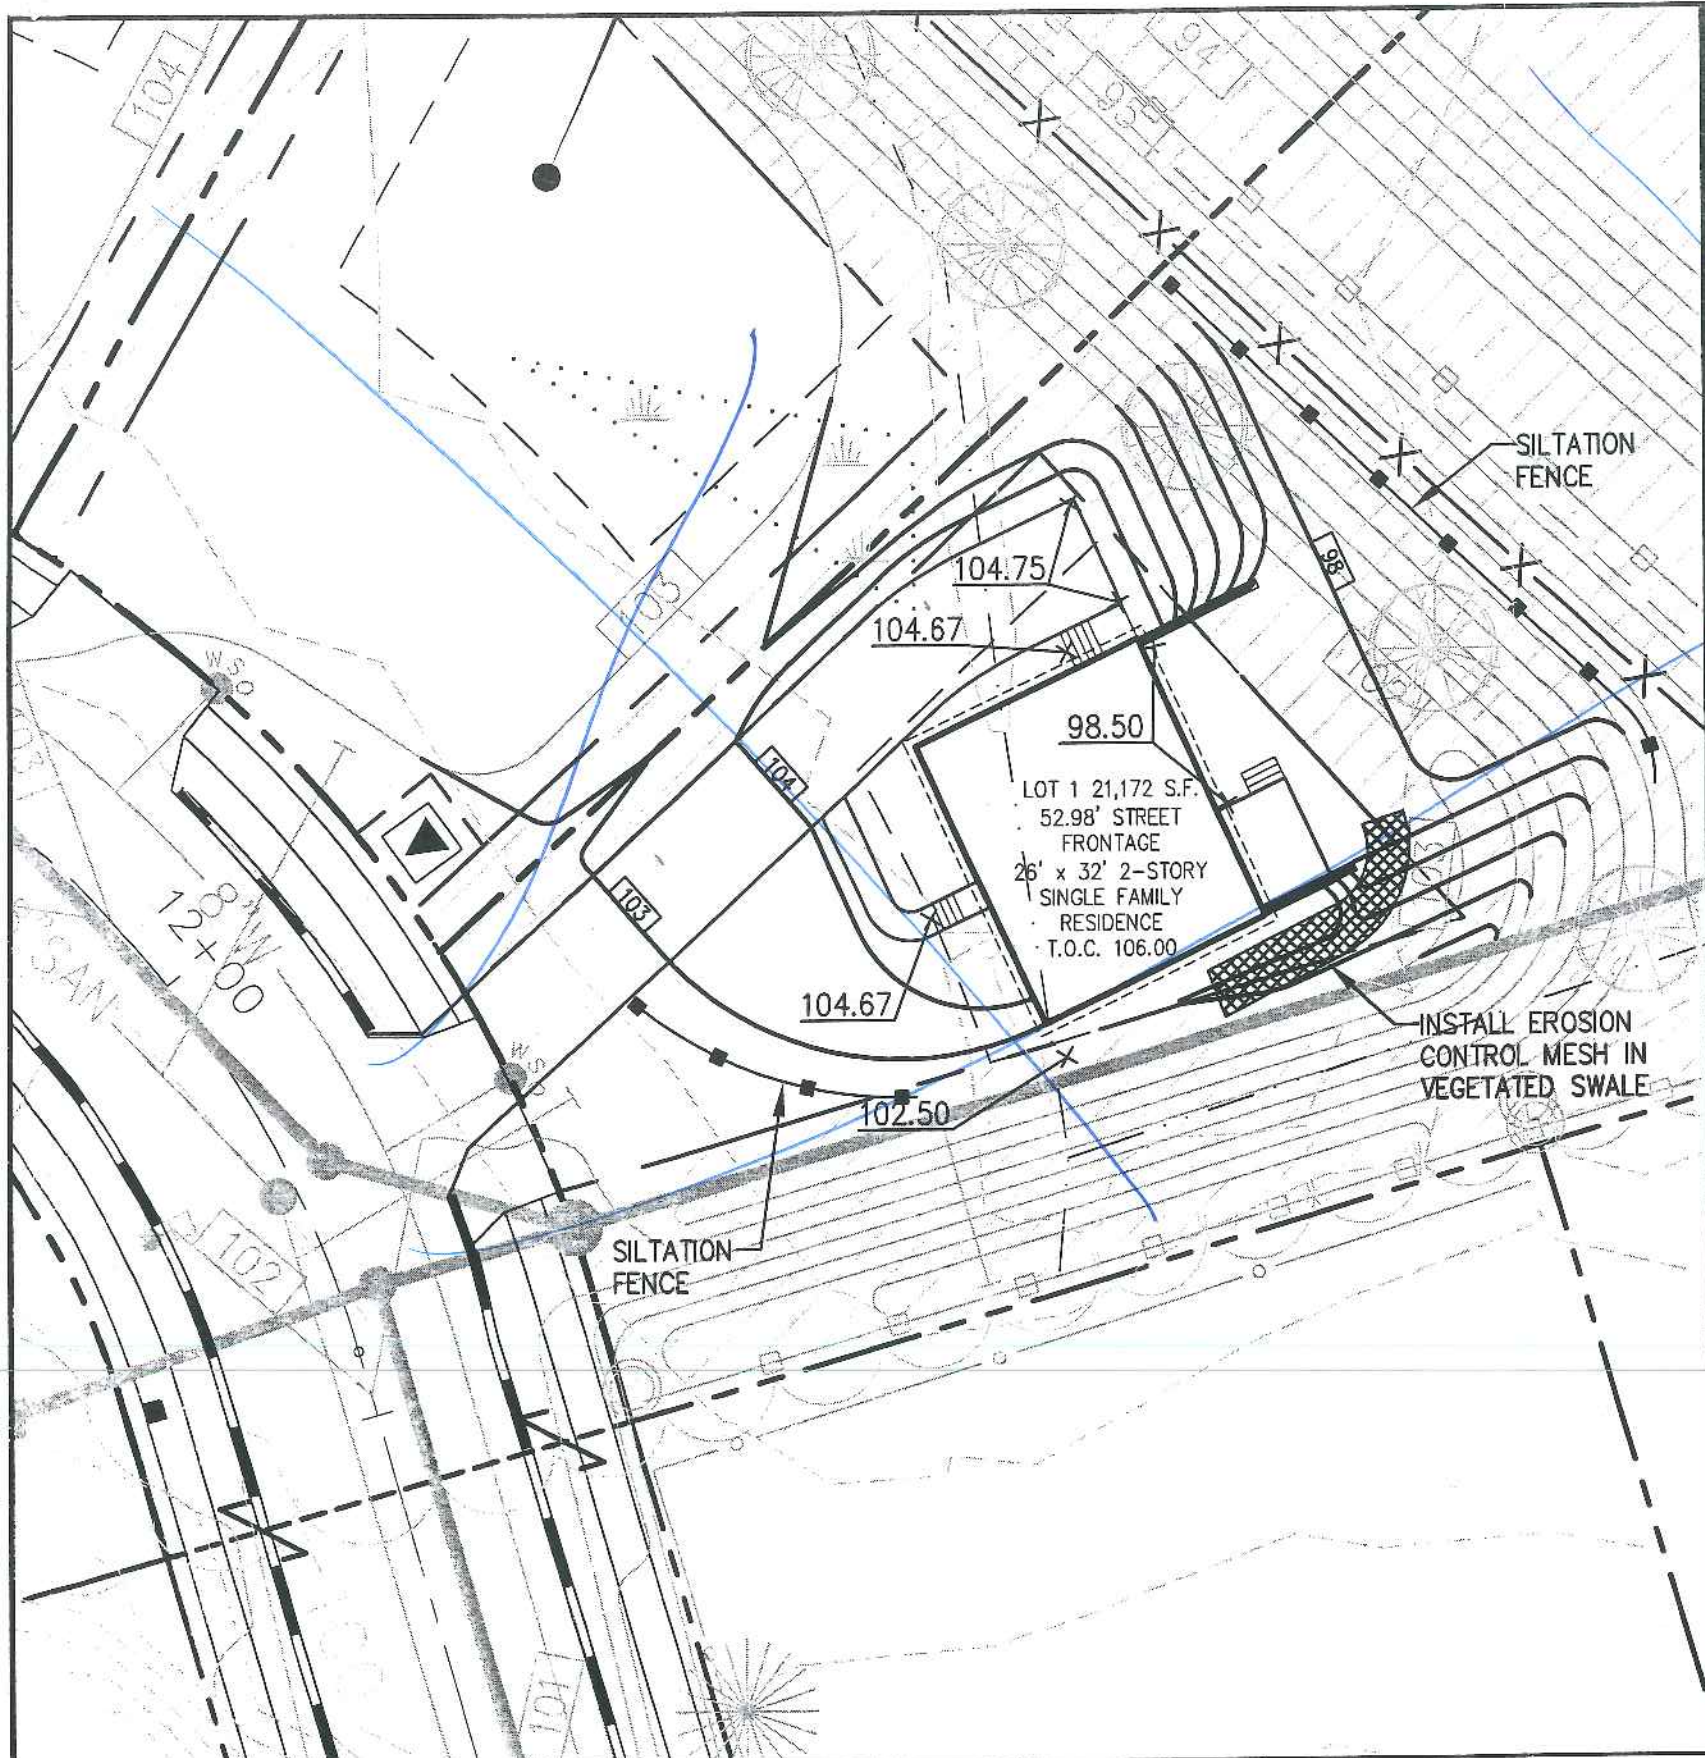 104
94
95
SILTATION
FENCE
98
104.75
103
104.67
W S
98.50
104
LOT 1 21,172 S.F.
52.98' STREET
FRONTAGE
26' x 32' 2-STORY
SINGLE FAMILY
RESIDENCE
T.O.C. 106.00
103
8"W
12+00
SAN
104.67
INSTALL EROSION
CONTROL MESH IN
VEGETATED SWALE
W S
102.50
102
SILTATION
FENCE
101